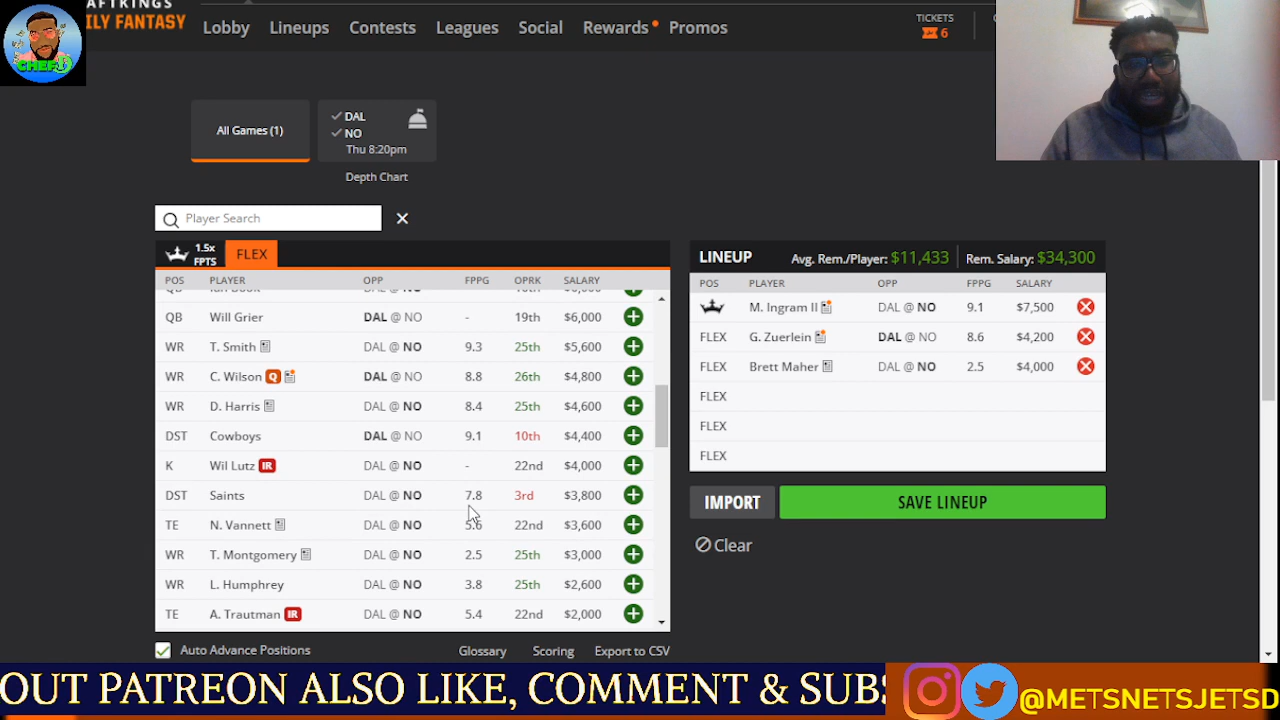 AFTKINGS
ILY FANTASY
Lobby Lineups Contests Leagues Social Rewards Promos
TICKETS
6
CHEF
All Games (1)
DAL
NO
Thu 8:20pm
Depth Chart
Player Search
1.5x FPTS FLEX
POS PLAYER OPP FPPG OPRK SALARY
QB Will Grier DAL @ NO - 19th $6,000
WR T. Smith DAL @ NO 9.3 25th $5,600
WR C. Wilson Q DAL @ NO 8.8 26th $4,800
WR D. Harris DAL @ NO 8.4 25th $4,600
DST Cowboys DAL @ NO 9.1 10th $4,400
K Wil Lutz IR DAL @ NO - 22nd $4,000
DST Saints DAL @ NO 7.8 3rd $3,800
TE N. Vannett DAL @ NO 5.6 22nd $3,600
WR T. Montgomery DAL @ NO 2.5 25th $3,000
WR L. Humphrey DAL @ NO 3.8 25th $2,600
TE A. Trautman IR DAL @ NO 5.4 22nd $2,000
Auto Advance Positions Glossary Scoring Export to CSV
LINEUP Avg. Rem./Player: $11,433 Rem. Salary: $34,300
POS PLAYER OPP FPPG SALARY
M. Ingram II DAL @ NO 9.1 $7,500
FLEX G. Zuerlein DAL @ NO 8.6 $4,200
FLEX Brett Maher DAL @ NO 2.5 $4,000
FLEX
FLEX
FLEX
IMPORT SAVE LINEUP
Clear
OUT PATREON ALSO LIKE, COMMENT & SUBS
@METSNETSJETSD